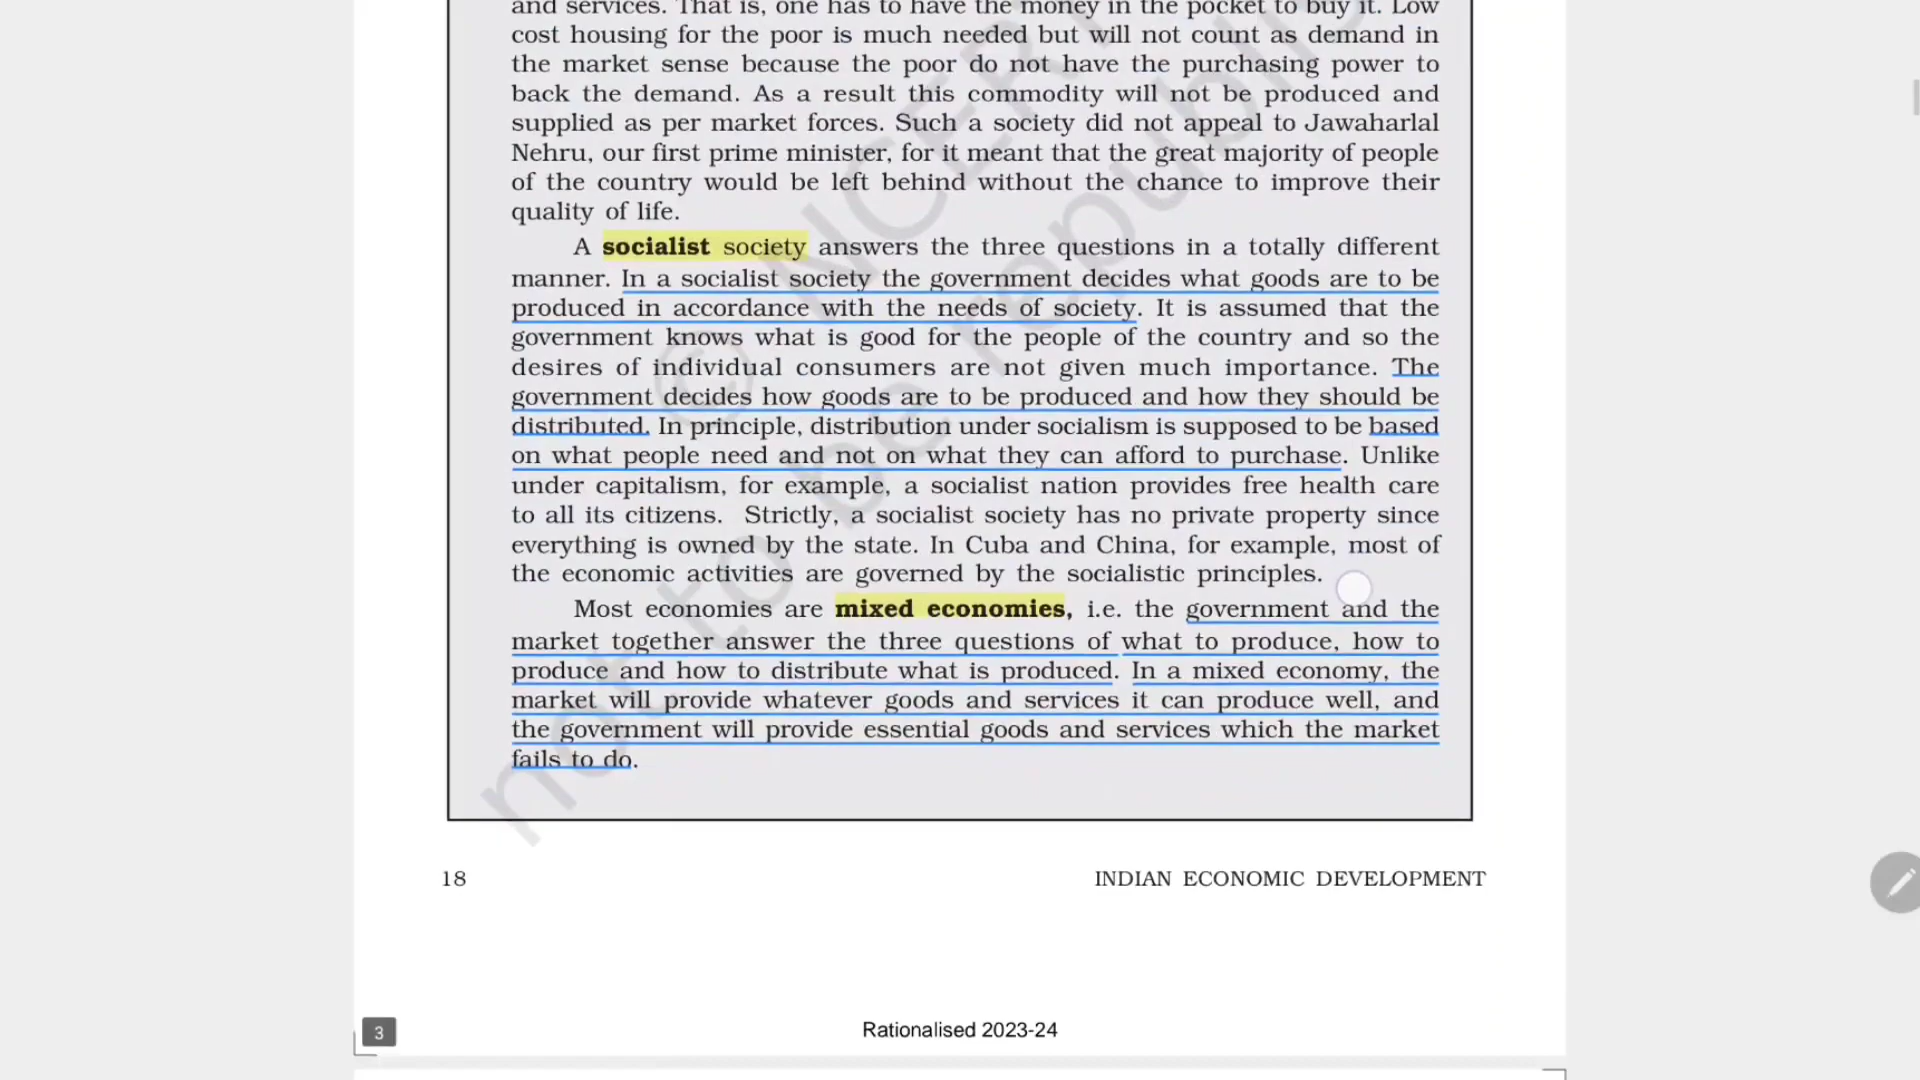 and services. That is, one has to have the money in the pocket to buy it. Low
cost housing for the poor is much needed but will not count as demand in
the market sense because the poor do not have the purchasing power to
back the demand. As a result this commodity will not be produced and
supplied as per market forces. Such a society did not appeal to Jawaharlal
Nehru, our first prime minister, for it meant that the great majority of people
of the country would be left behind without the chance to improve their
quality of life.
A socialist society answers the three questions in a totally different
manner. In a socialist society the government decides what goods are to be
produced in accordance with the needs of society. It is assumed that the
government knows what is good for the people of the country and so the
desires of individual consumers are not given much importance. The
government decides how goods are to be produced and how they should be
distributed. In principle, distribution under socialism is supposed to be based
on what people need and not on what they can afford to purchase. Unlike
under capitalism, for example, a socialist nation provides free health care
to all its citizens. Strictly, a socialist society has no private property since
everything is owned by the state. In Cuba and China, for example, most of
the economic activities are governed by the socialistic principles.
Most economies are mixed economies, i.e. the government and the
market together answer the three questions of what to produce, how to
produce and how to distribute what is produced. In a mixed economy, the
market will provide whatever goods and services it can produce well, and
the government will provide essential goods and services which the market
fails to do.
© NCERT
not to be republis
18
INDIAN ECONOMIC DEVELOPMENT
3
Rationalised 2023-24